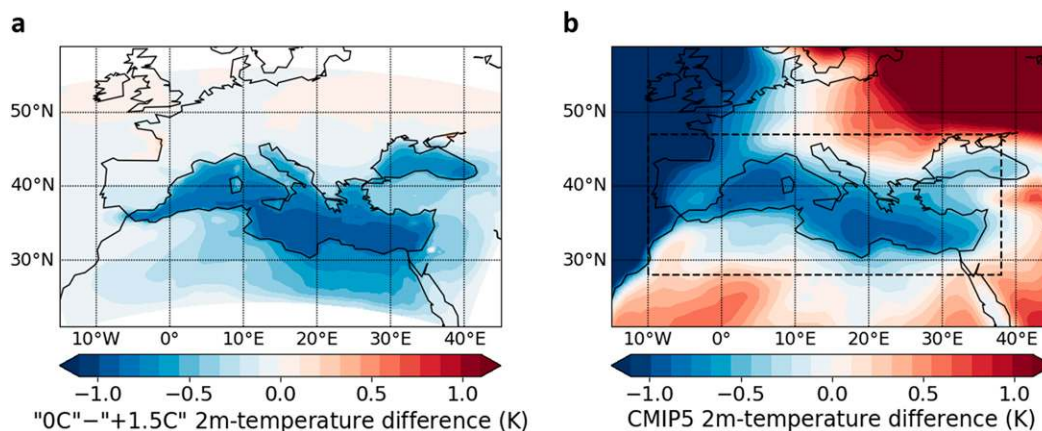 a
50°N
40°N
30°N
10°W 0° 10°E 20°E 30°E 40°E
−1.0 −0.5 0.0 0.5 1.0
"0C"−"+1.5C" 2m-temperature difference (K)
b
50°N
40°N
30°N
10°W 0° 10°E 20°E 30°E 40°E
−1.0 −0.5 0.0 0.5 1.0
CMIP5 2m-temperature difference (K)